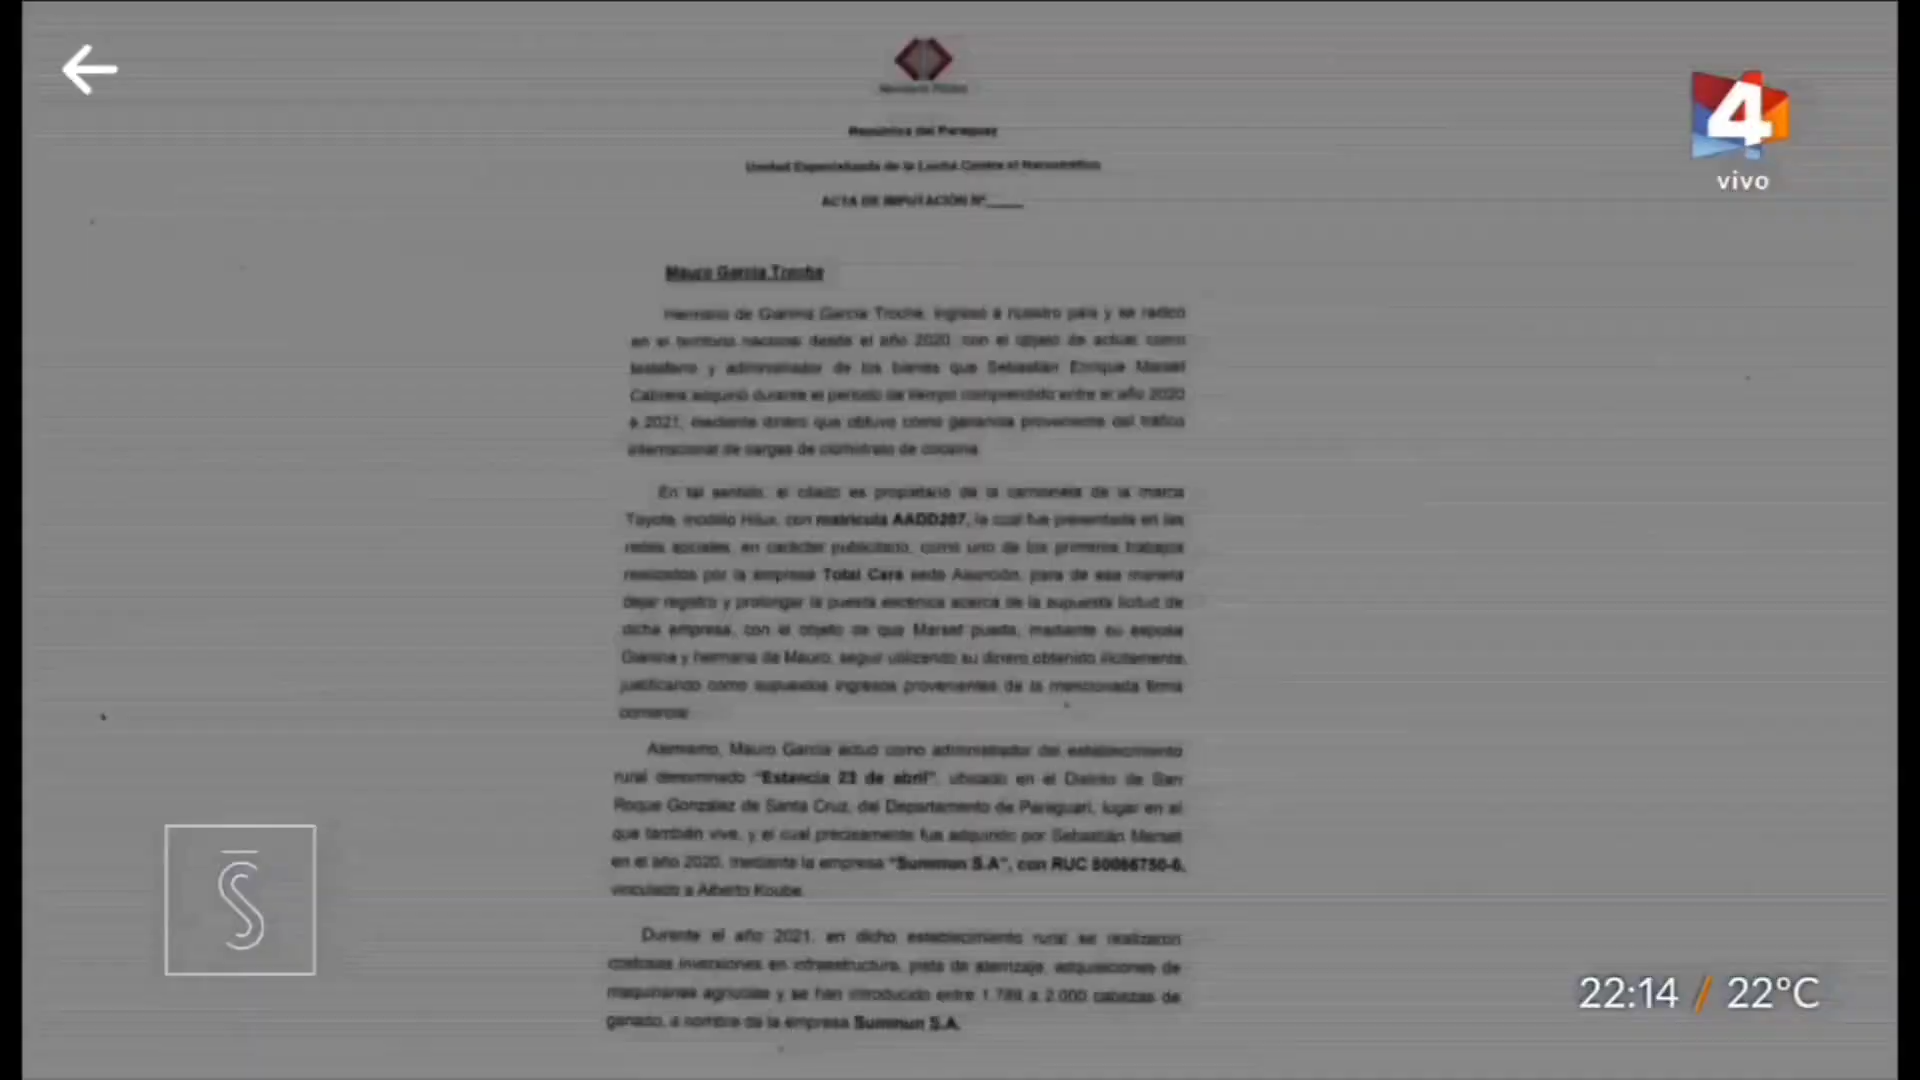 4
vivo
Ministerio Público
República del Paraguay
Unidad Especializada de la Lucha Contra el Narcotráfico
ACTA DE IMPUTACIÓN Nº_____
Mauro García Troche
Hermano de Gianina García Troche, ingresó a nuestro país y se radicó
en el territorio nacional desde el año 2020, con el objeto de actuar como
testaferro y administrador de los bienes que Sebastián Enrique Marset
Cabrera adquirió durante el periodo de tiempo comprendido entre el año 2020
a 2021, mediante dinero que obtuvo como ganancia proveniente del tráfico
internacional de cargas de clorhidrato de cocaína.
En tal sentido, el citado es propietario de la camioneta de la marca
Toyota, modelo Hilux, con matrícula AADD207, la cual fue presentada en las
redes sociales, en carácter publicitario, como uno de los primeros trabajos
realizados por la empresa Total Cars sede Asunción, para de esa manera
dejar registro y prolongar la puesta escénica acerca de la supuesta licitud de
dicha empresa, con el objeto de que Marset pueda, mediante su esposa
Gianina y hermana de Mauro, seguir utilizando su dinero obtenido ilícitamente,
justificando como supuestos ingresos provenientes de la mencionada firma
comercial.
Asimismo, Mauro García actuó como administrador del establecimiento
rural denominado "Estancia 23 de abril", ubicado en el Distrito de San
Roque González de Santa Cruz, del Departamento de Paraguarí, lugar en el
que también vive, y el cual precisamente fue adquirido por Sebastián Marset
en el año 2020, mediante la empresa "Summun S.A", con RUC
vinculado a Alberto Koube.
Durante el año 2021, en dicho establecimiento rural se realizaron
costosas inversiones en infraestructura, pista de aterrizaje, adquisiciones de
maquinarias agrícolas y se han introducido entre 1.789 a 2.000 cabezas de
ganado, a nombre de la empresa Summun S.A.
S
22:14 / 22°C